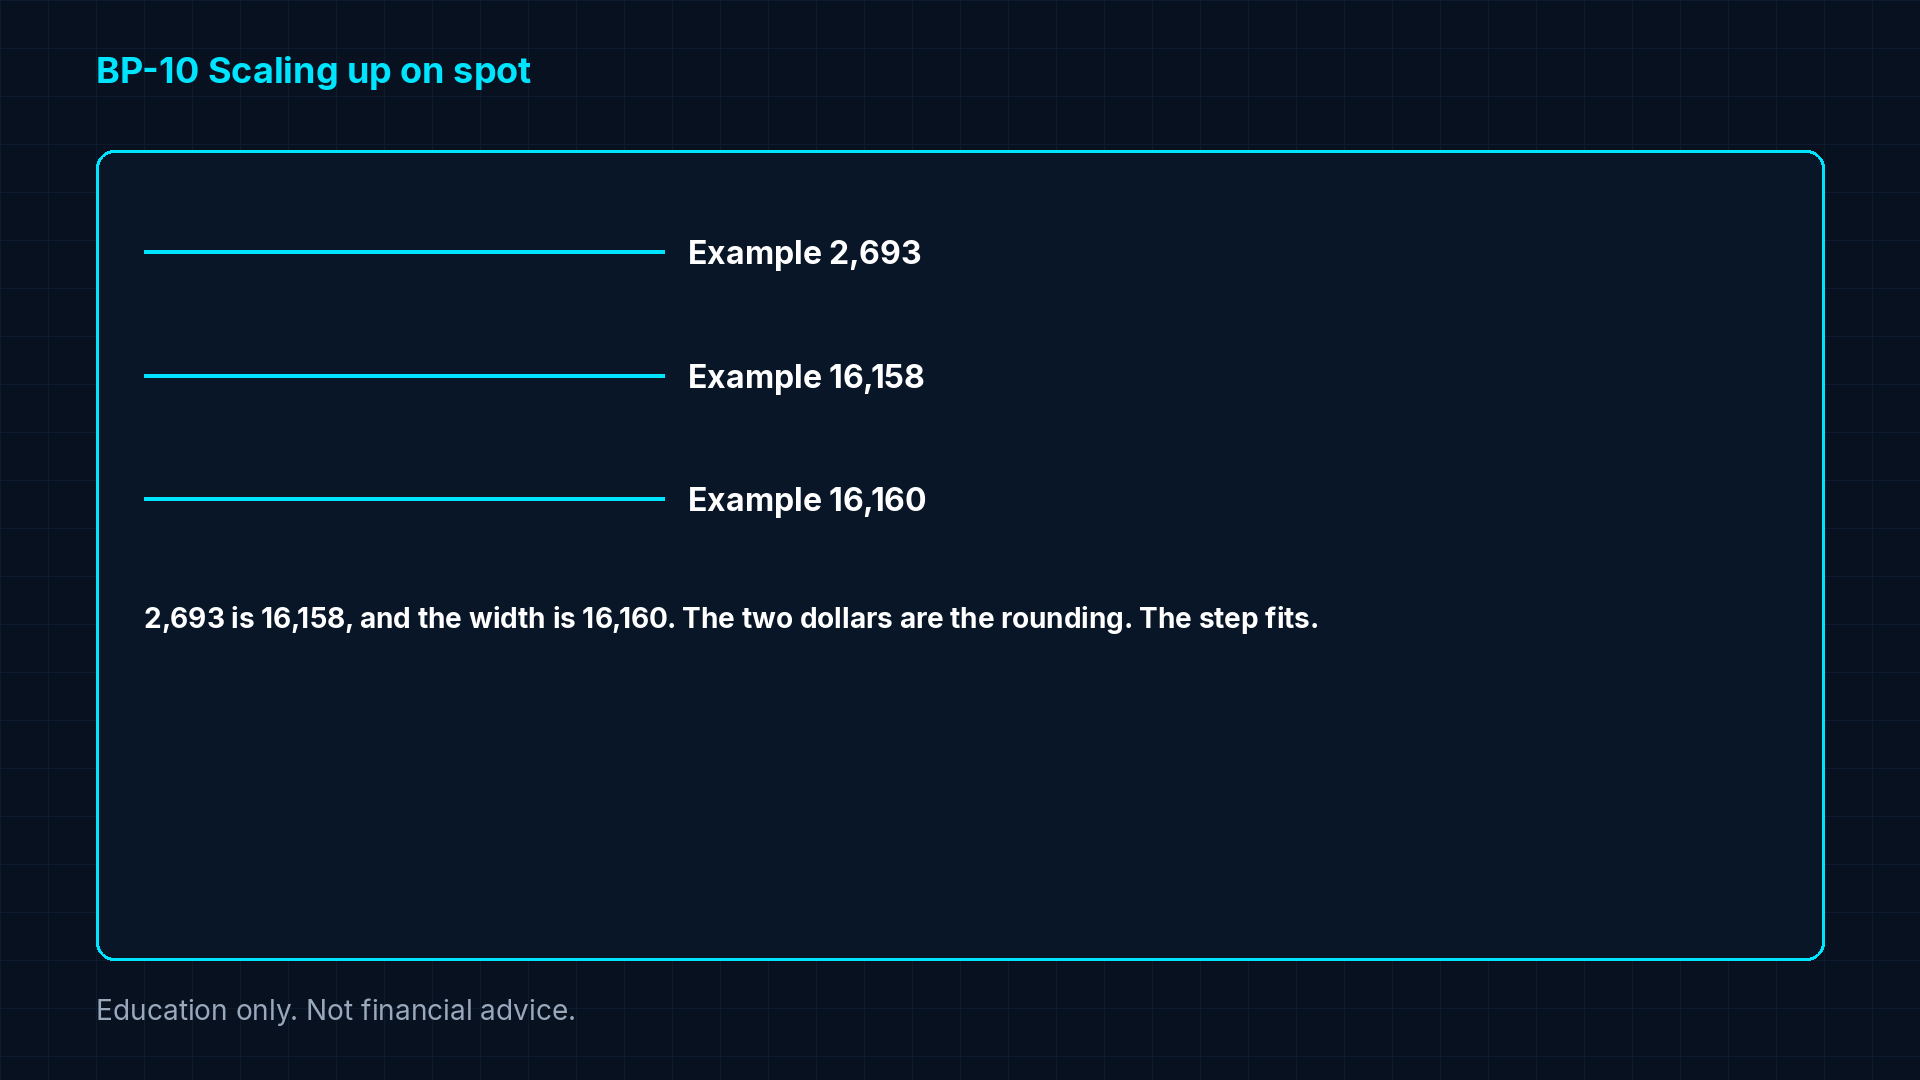 BP-10 Scaling up on spot
Example 2,693
Example 16,158
Example 16,160
2,693 is 16,158, and the width is 16,160. The two dollars are the rounding. The step fits.
Education only. Not financial advice.